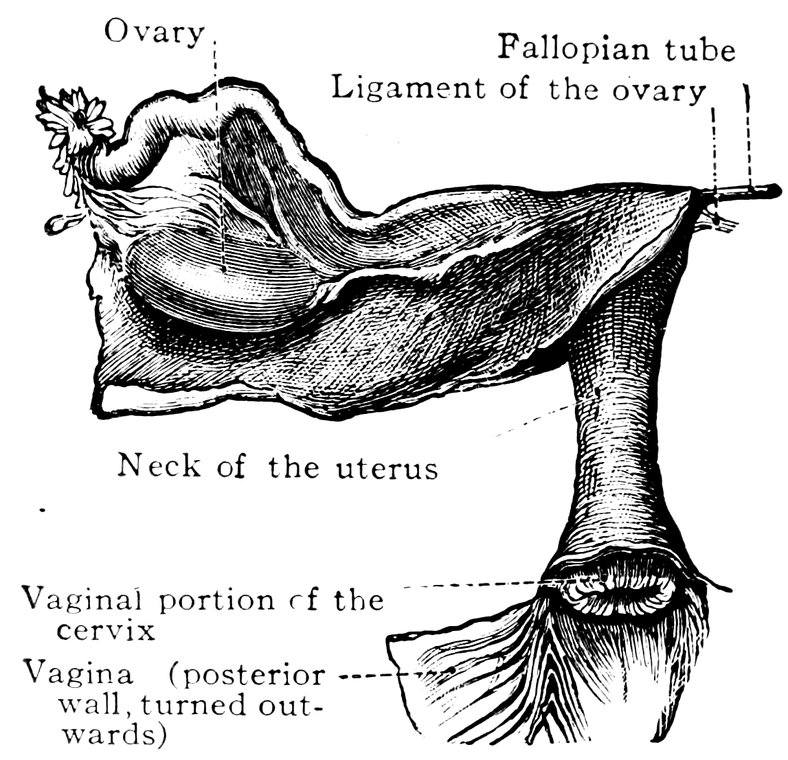 Ovary
Fallopian tube
Ligament of the ovary
Neck of the uterus
Vaginal portion of the
cervix
Vagina (posterior
wall, turned out-
wards)